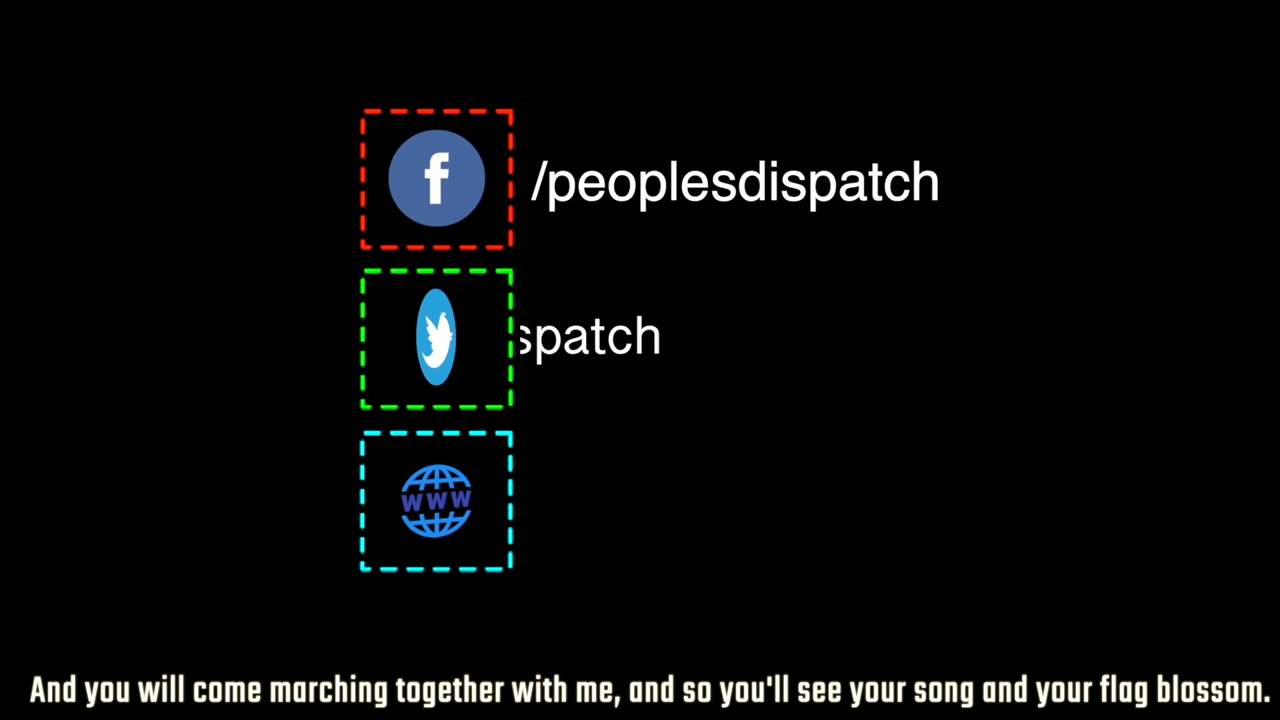 f /peoplesdispatch
spatch
WWW
And you will come marching together with me, and so you'll see your song and your flag blossom.